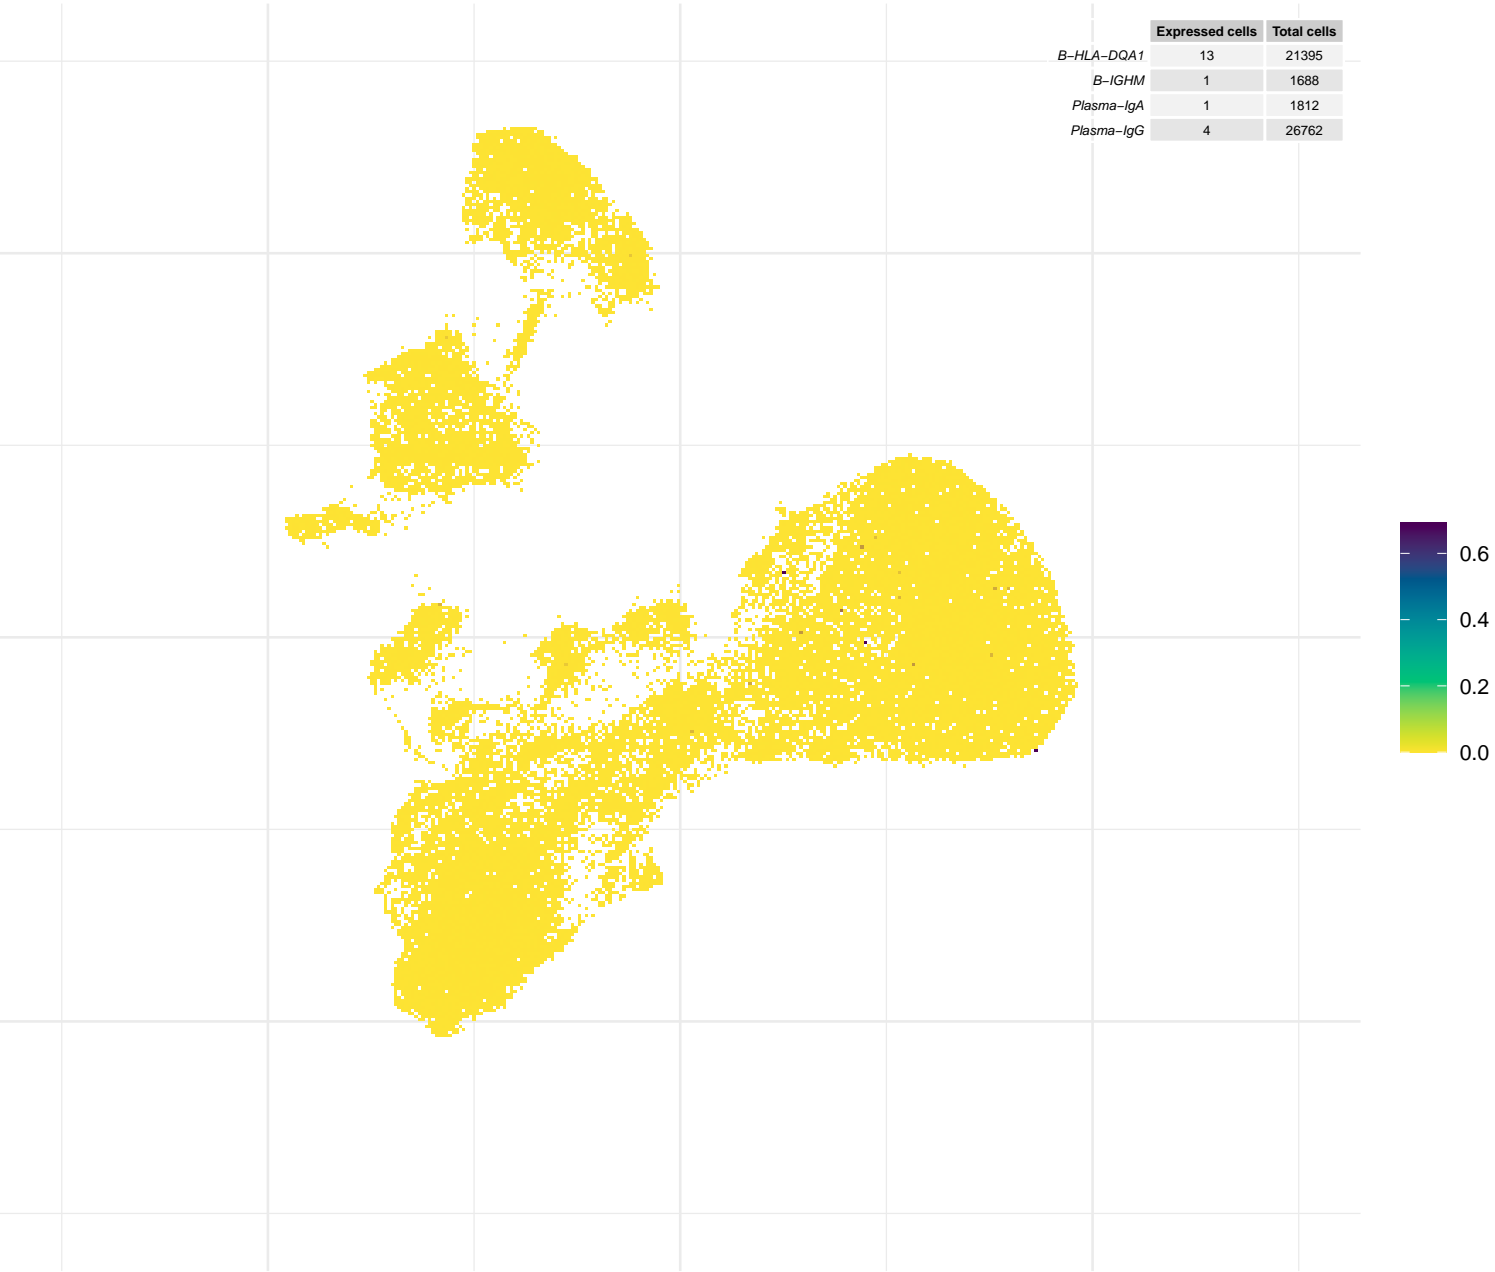 Expressed cells Total cells
B−HLA−DQA1 13 21395
B−IGHM 1 1688
Plasma−IgA 1 1812
Plasma−IgG 4 26762
0.6
0.4
0.2
0.0